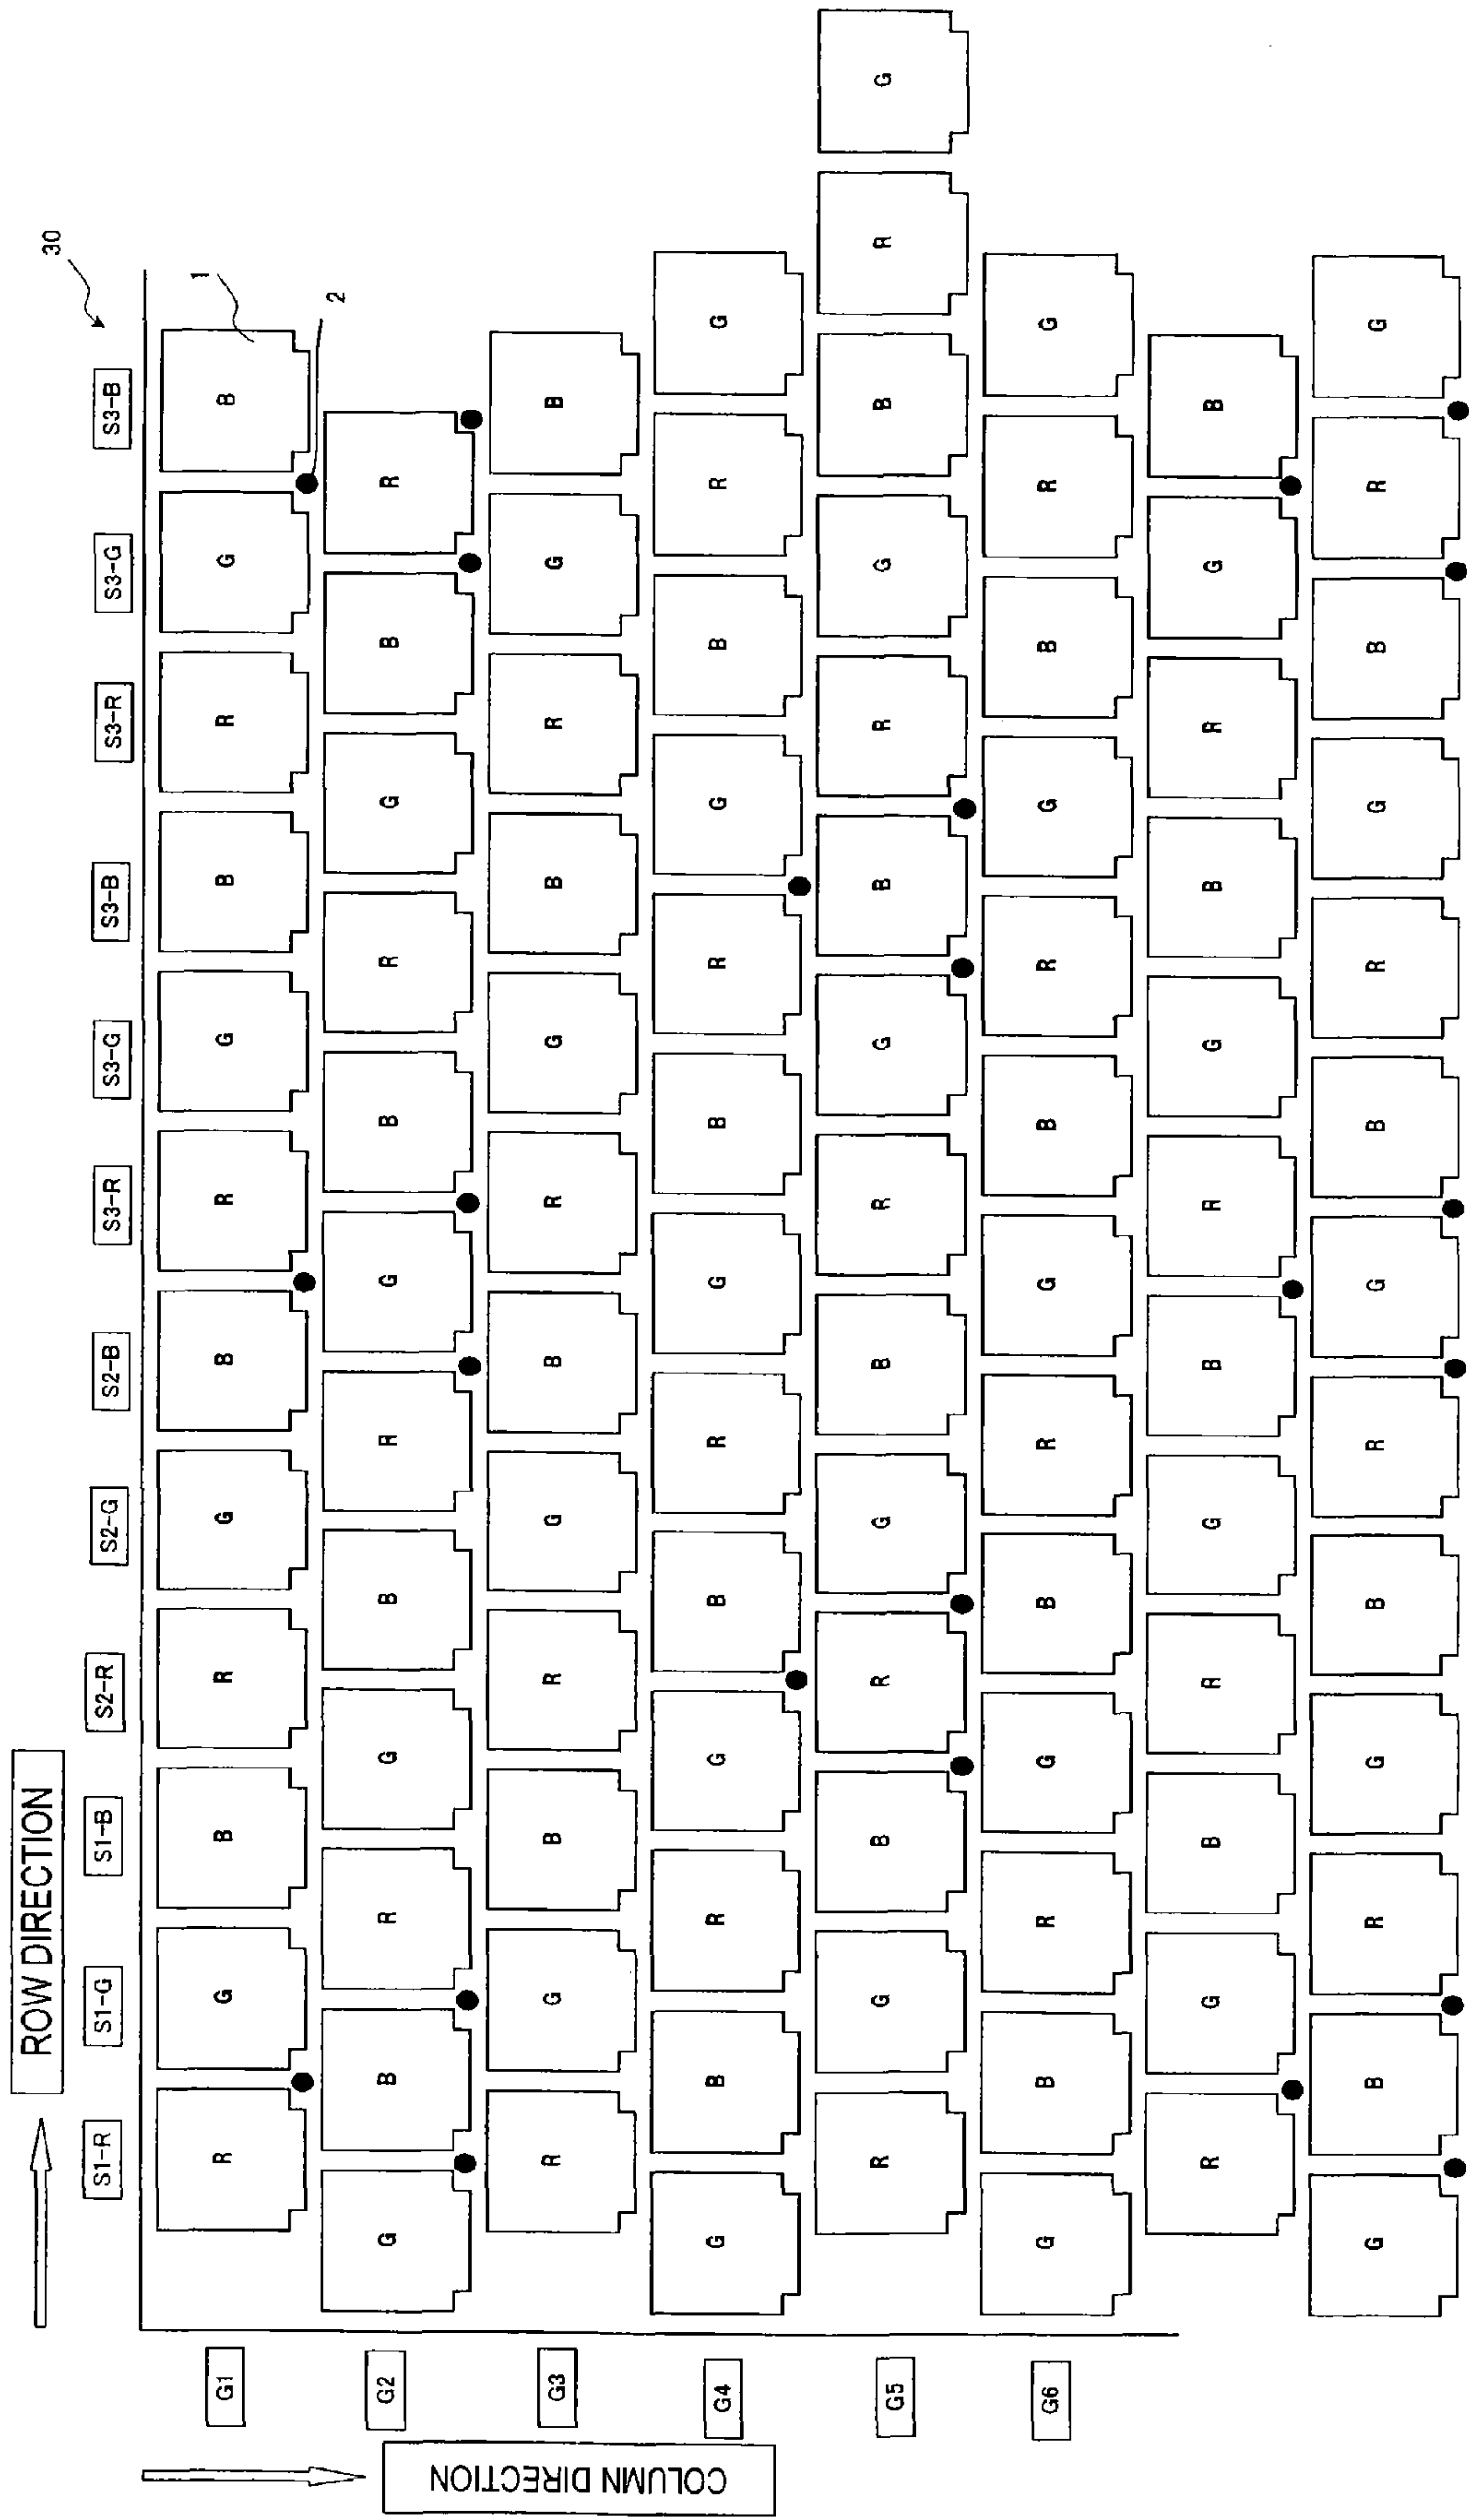 ROW DIRECTION
30
S1-R S1-G S1-B S2-R S2-G S2-B S3-R S3-G S3-B S3-R S3-G S3-B
COLUMN DIRECTION
G1 R G B R G B R G B R G B
1
2
G2 G B R G B R G B R G B R
G3 R G B R G B R G B R G B
G4 G B R G B R G B R G B R G
G5 R G B R G B R G B R G B R G
G6 G B R G B R G B R G B R G
R G B R G B R G B R G B
G B R G B R G B R G B R G